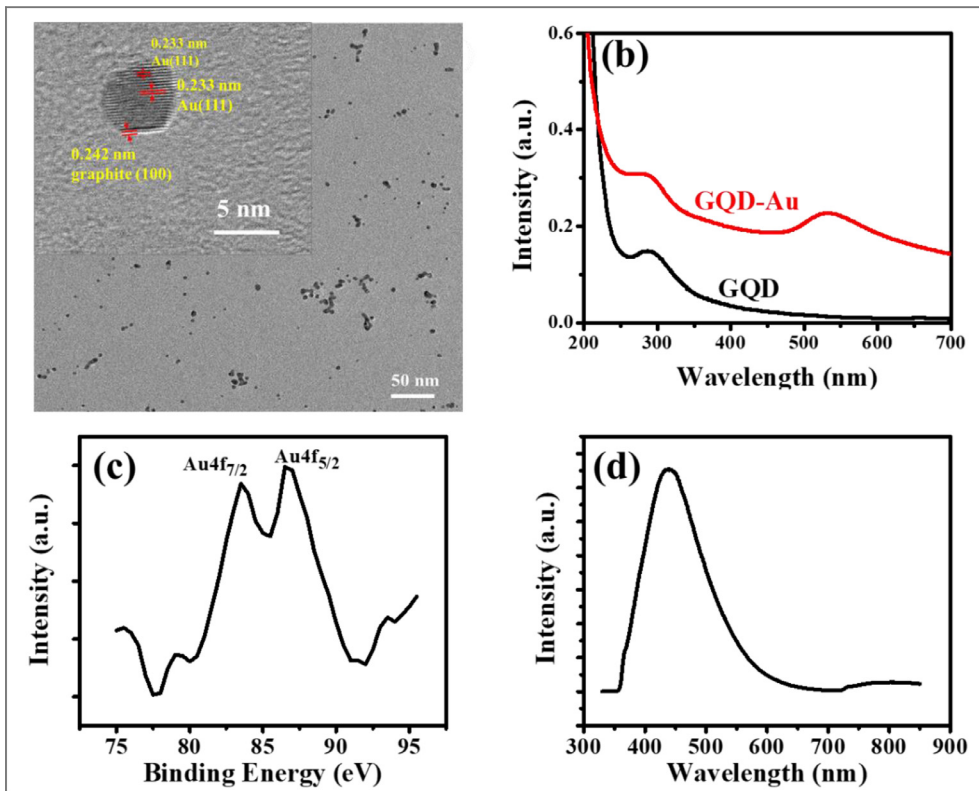 0.233 nm
Au(111)
0.233 nm
Au(111)
0.242 nm
graphite (100)
5 nm
50 nm
(b)
Intensity (a.u.)
0.6
0.4
0.2
0.0
GQD-Au
GQD
200 300 400 500 600 700
Wavelength (nm)
(c)
Au4f7/2
Au4f5/2
Intensity (a.u.)
75 80 85 90 95
Binding Energy (eV)
(d)
Intensity (a.u.)
300 400 500 600 700 800 900
Wavelength (nm)